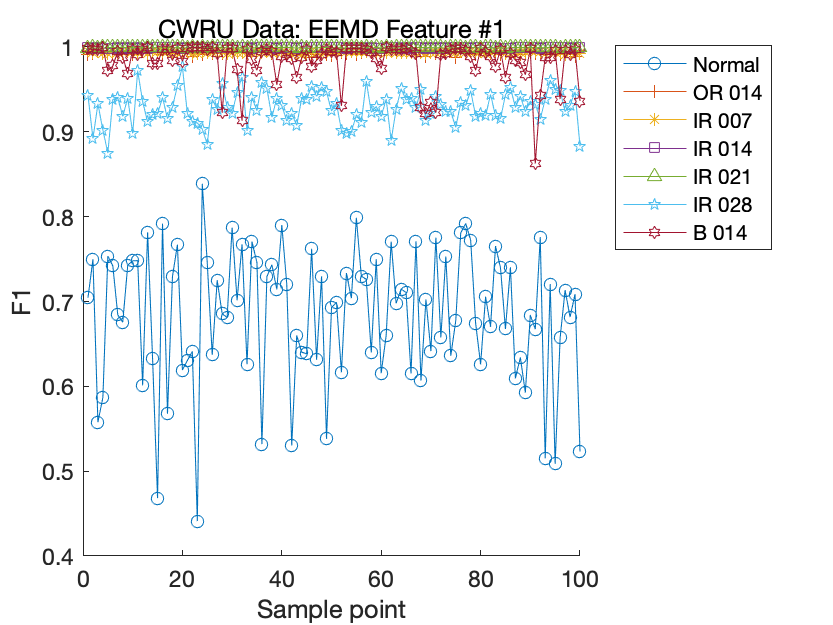 CWRU Data: EEMD Feature #1
1
0.9
0.8
0.7
0.6
0.5
0.4
F1
0 20 40 60 80 100
Sample point
Normal
OR 014
IR 007
IR 014
IR 021
IR 028
B 014